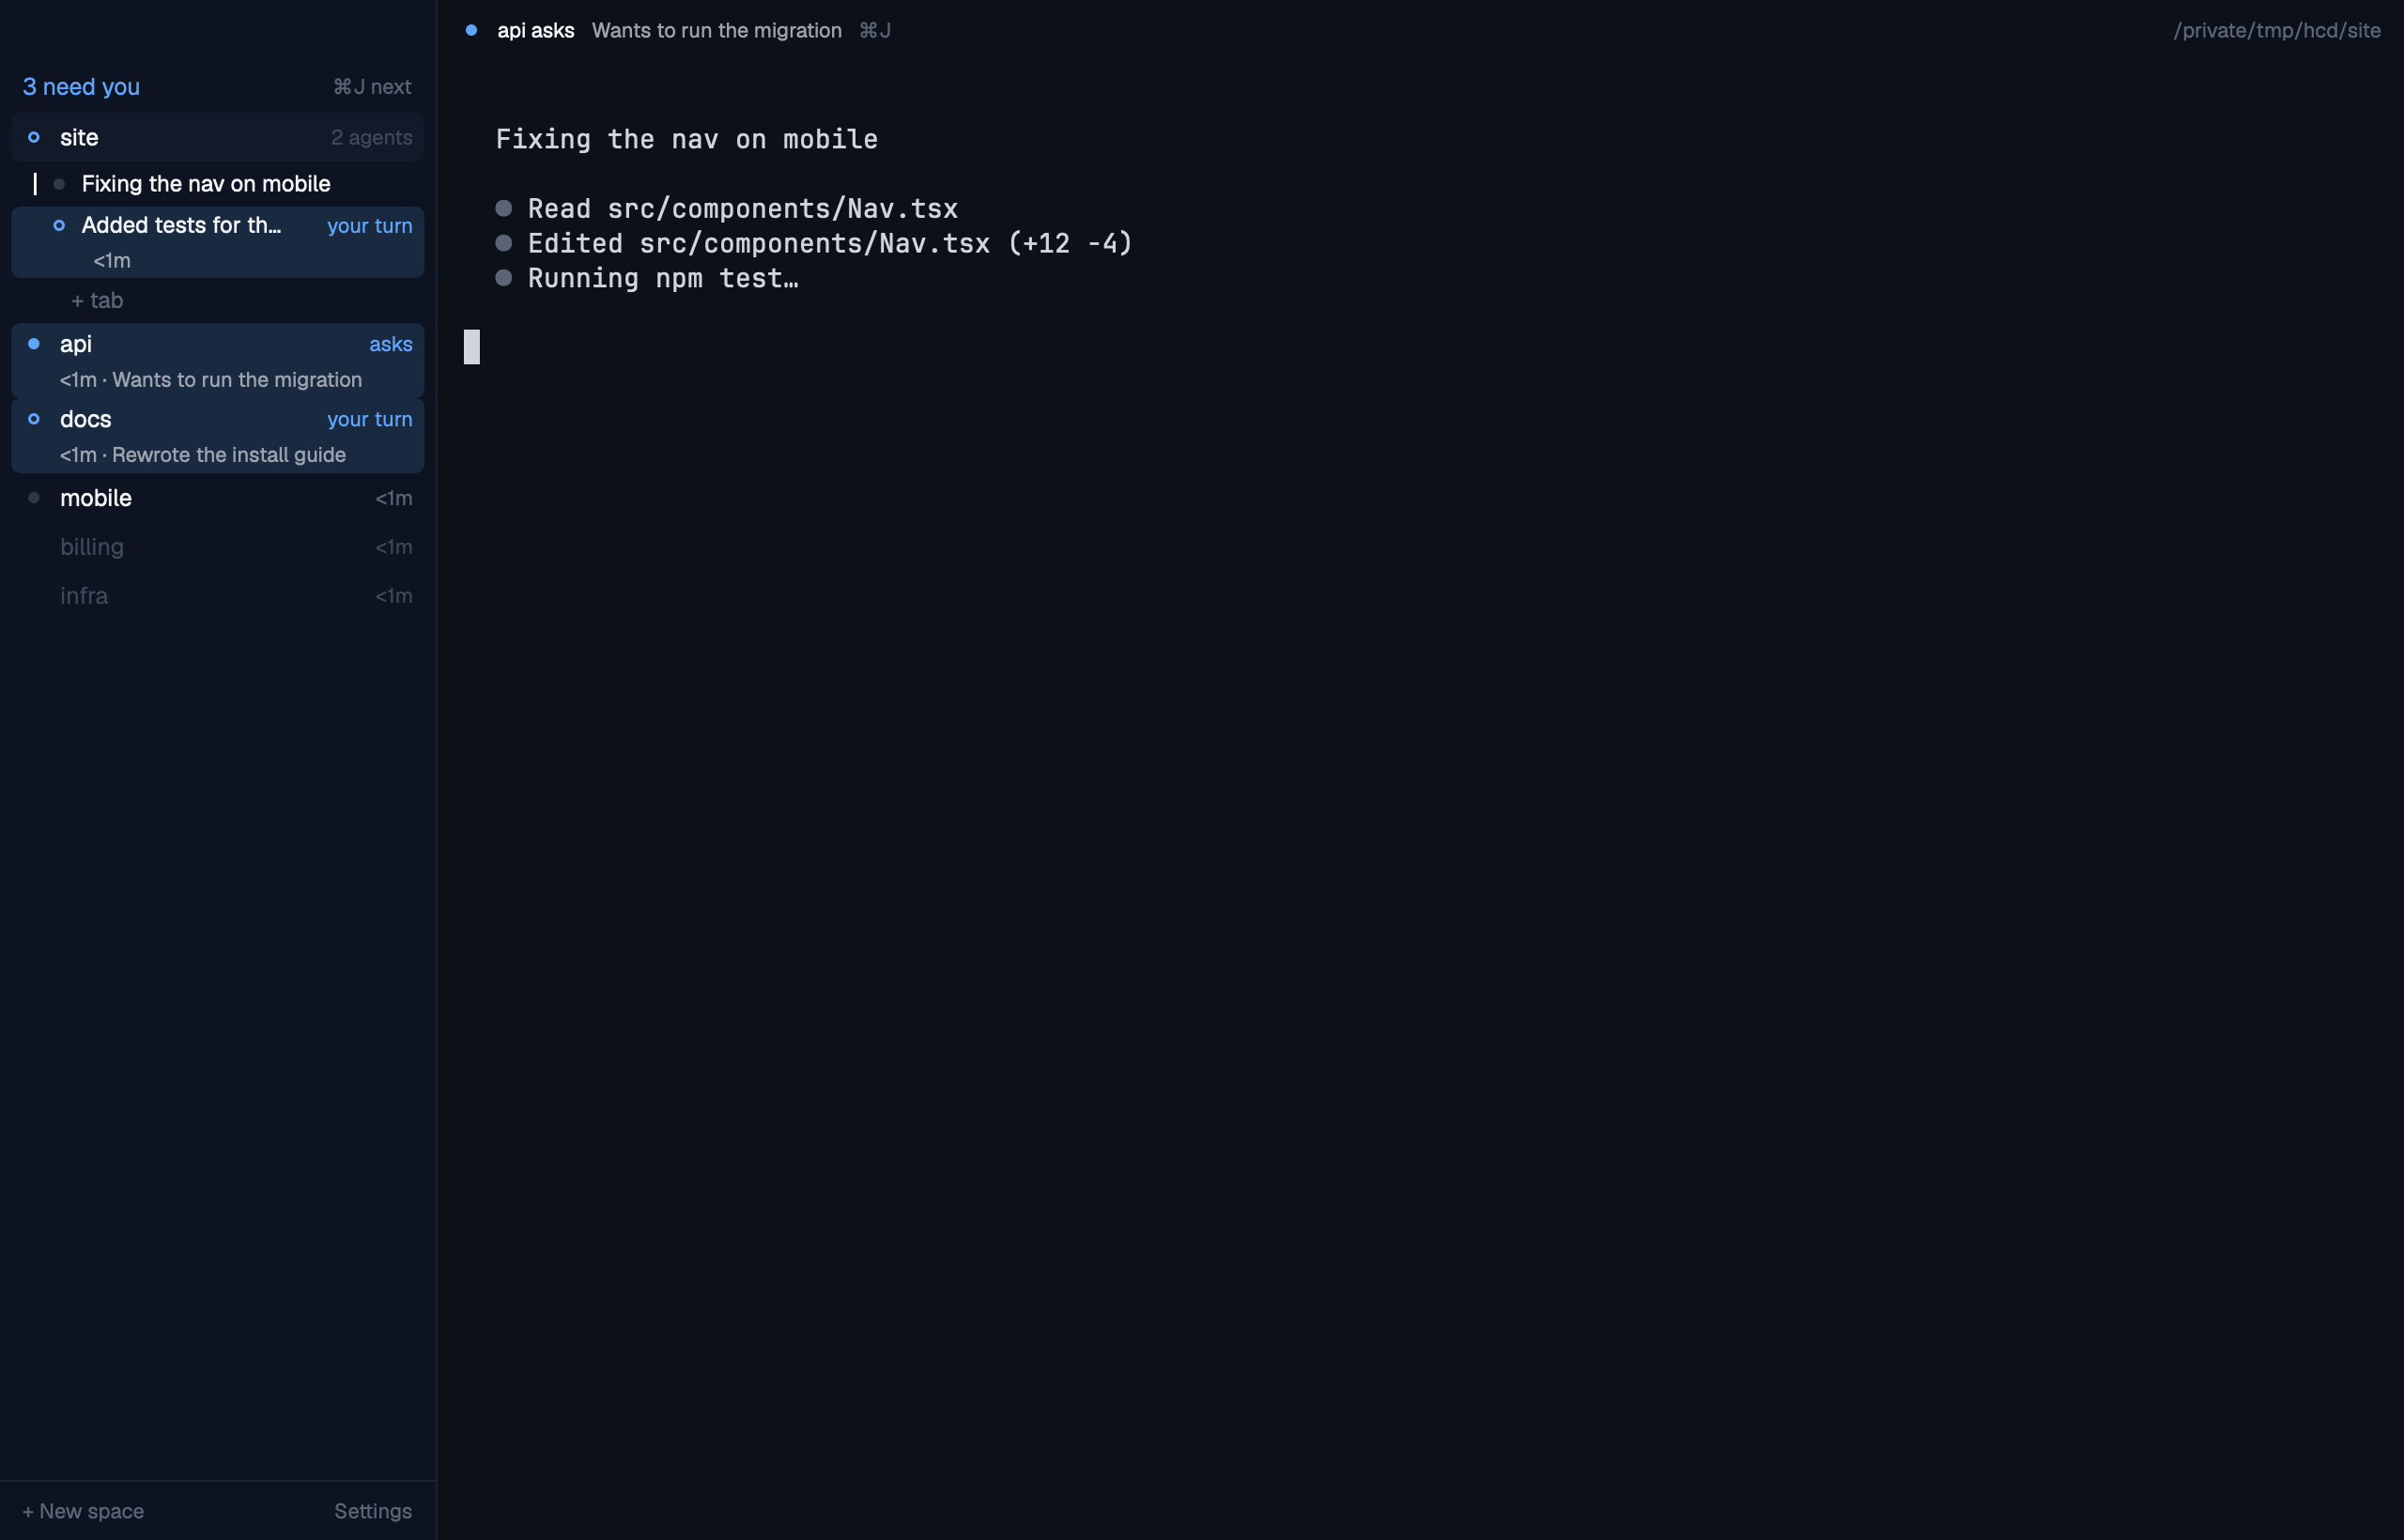 3 need you ⌘J next
site 2 agents
Fixing the nav on mobile
Added tests for th… your turn
<1m
+ tab
api asks
<1m · Wants to run the migration
docs your turn
<1m · Rewrote the install guide
mobile <1m
billing <1m
infra <1m
+ New space Settings
api asks Wants to run the migration ⌘J /private/tmp/hcd/site
Fixing the nav on mobile
● Read src/components/Nav.tsx
● Edited src/components/Nav.tsx (+12 -4)
● Running npm test…